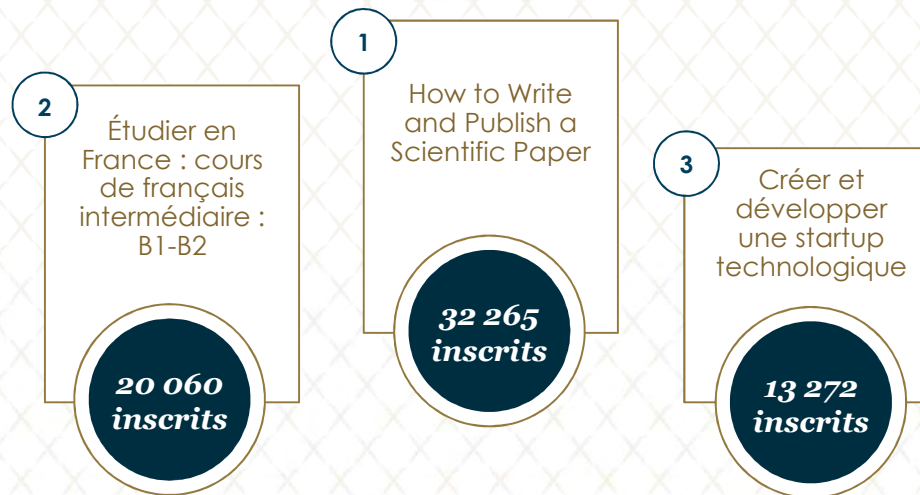 1
How to Write
and Publish a
Scientific Paper
32 265
inscrits
2
Étudier en
France : cours
de français
intermédiaire :
B1-B2
20 060
inscrits
3
Créer et
développer
une startup
technologique
13 272
inscrits